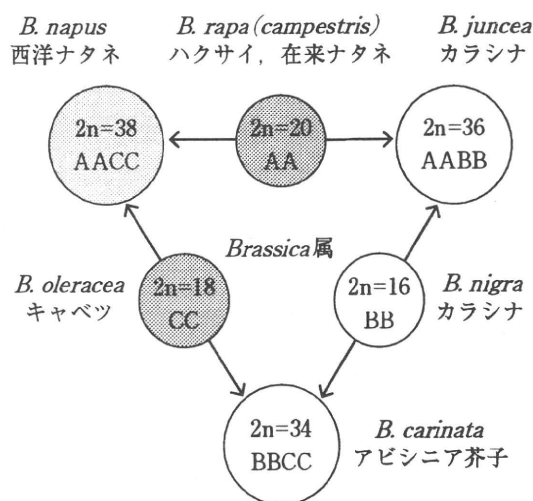 B. napus
西洋ナタネ
B. rapa (campestris)
ハクサイ，在来ナタネ
B. juncea
カラシナ
2n=38
AACC
2n=20
AA
2n=36
AABB
Brassica属
B. oleracea
キャベツ
2n=18
CC
2n=16
BB
B. nigra
カラシナ
2n=34
BBCC
B. carinata
アビシニア芥子